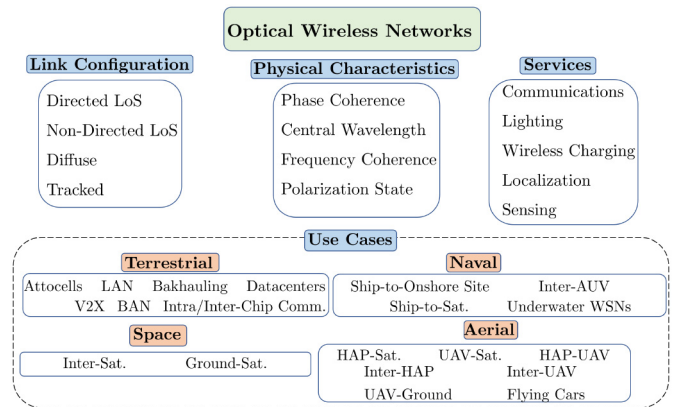 Optical Wireless Networks
Link Configuration
Directed LoS
Non-Directed LoS
Diffuse
Tracked
Physical Characteristics
Phase Coherence
Central Wavelength
Frequency Coherence
Polarization State
Services
Communications
Lighting
Wireless Charging
Localization
Sensing
Use Cases
Terrestrial
Attocells LAN Bakhauling Datacenters
V2X BAN Intra/Inter-Chip Comm.
Naval
Ship-to-Onshore Site Inter-AUV
Ship-to-Sat. Underwater WSNs
Space
Inter-Sat. Ground-Sat.
Aerial
HAP-Sat. UAV-Sat. HAP-UAV
Inter-HAP Inter-UAV
UAV-Ground Flying Cars